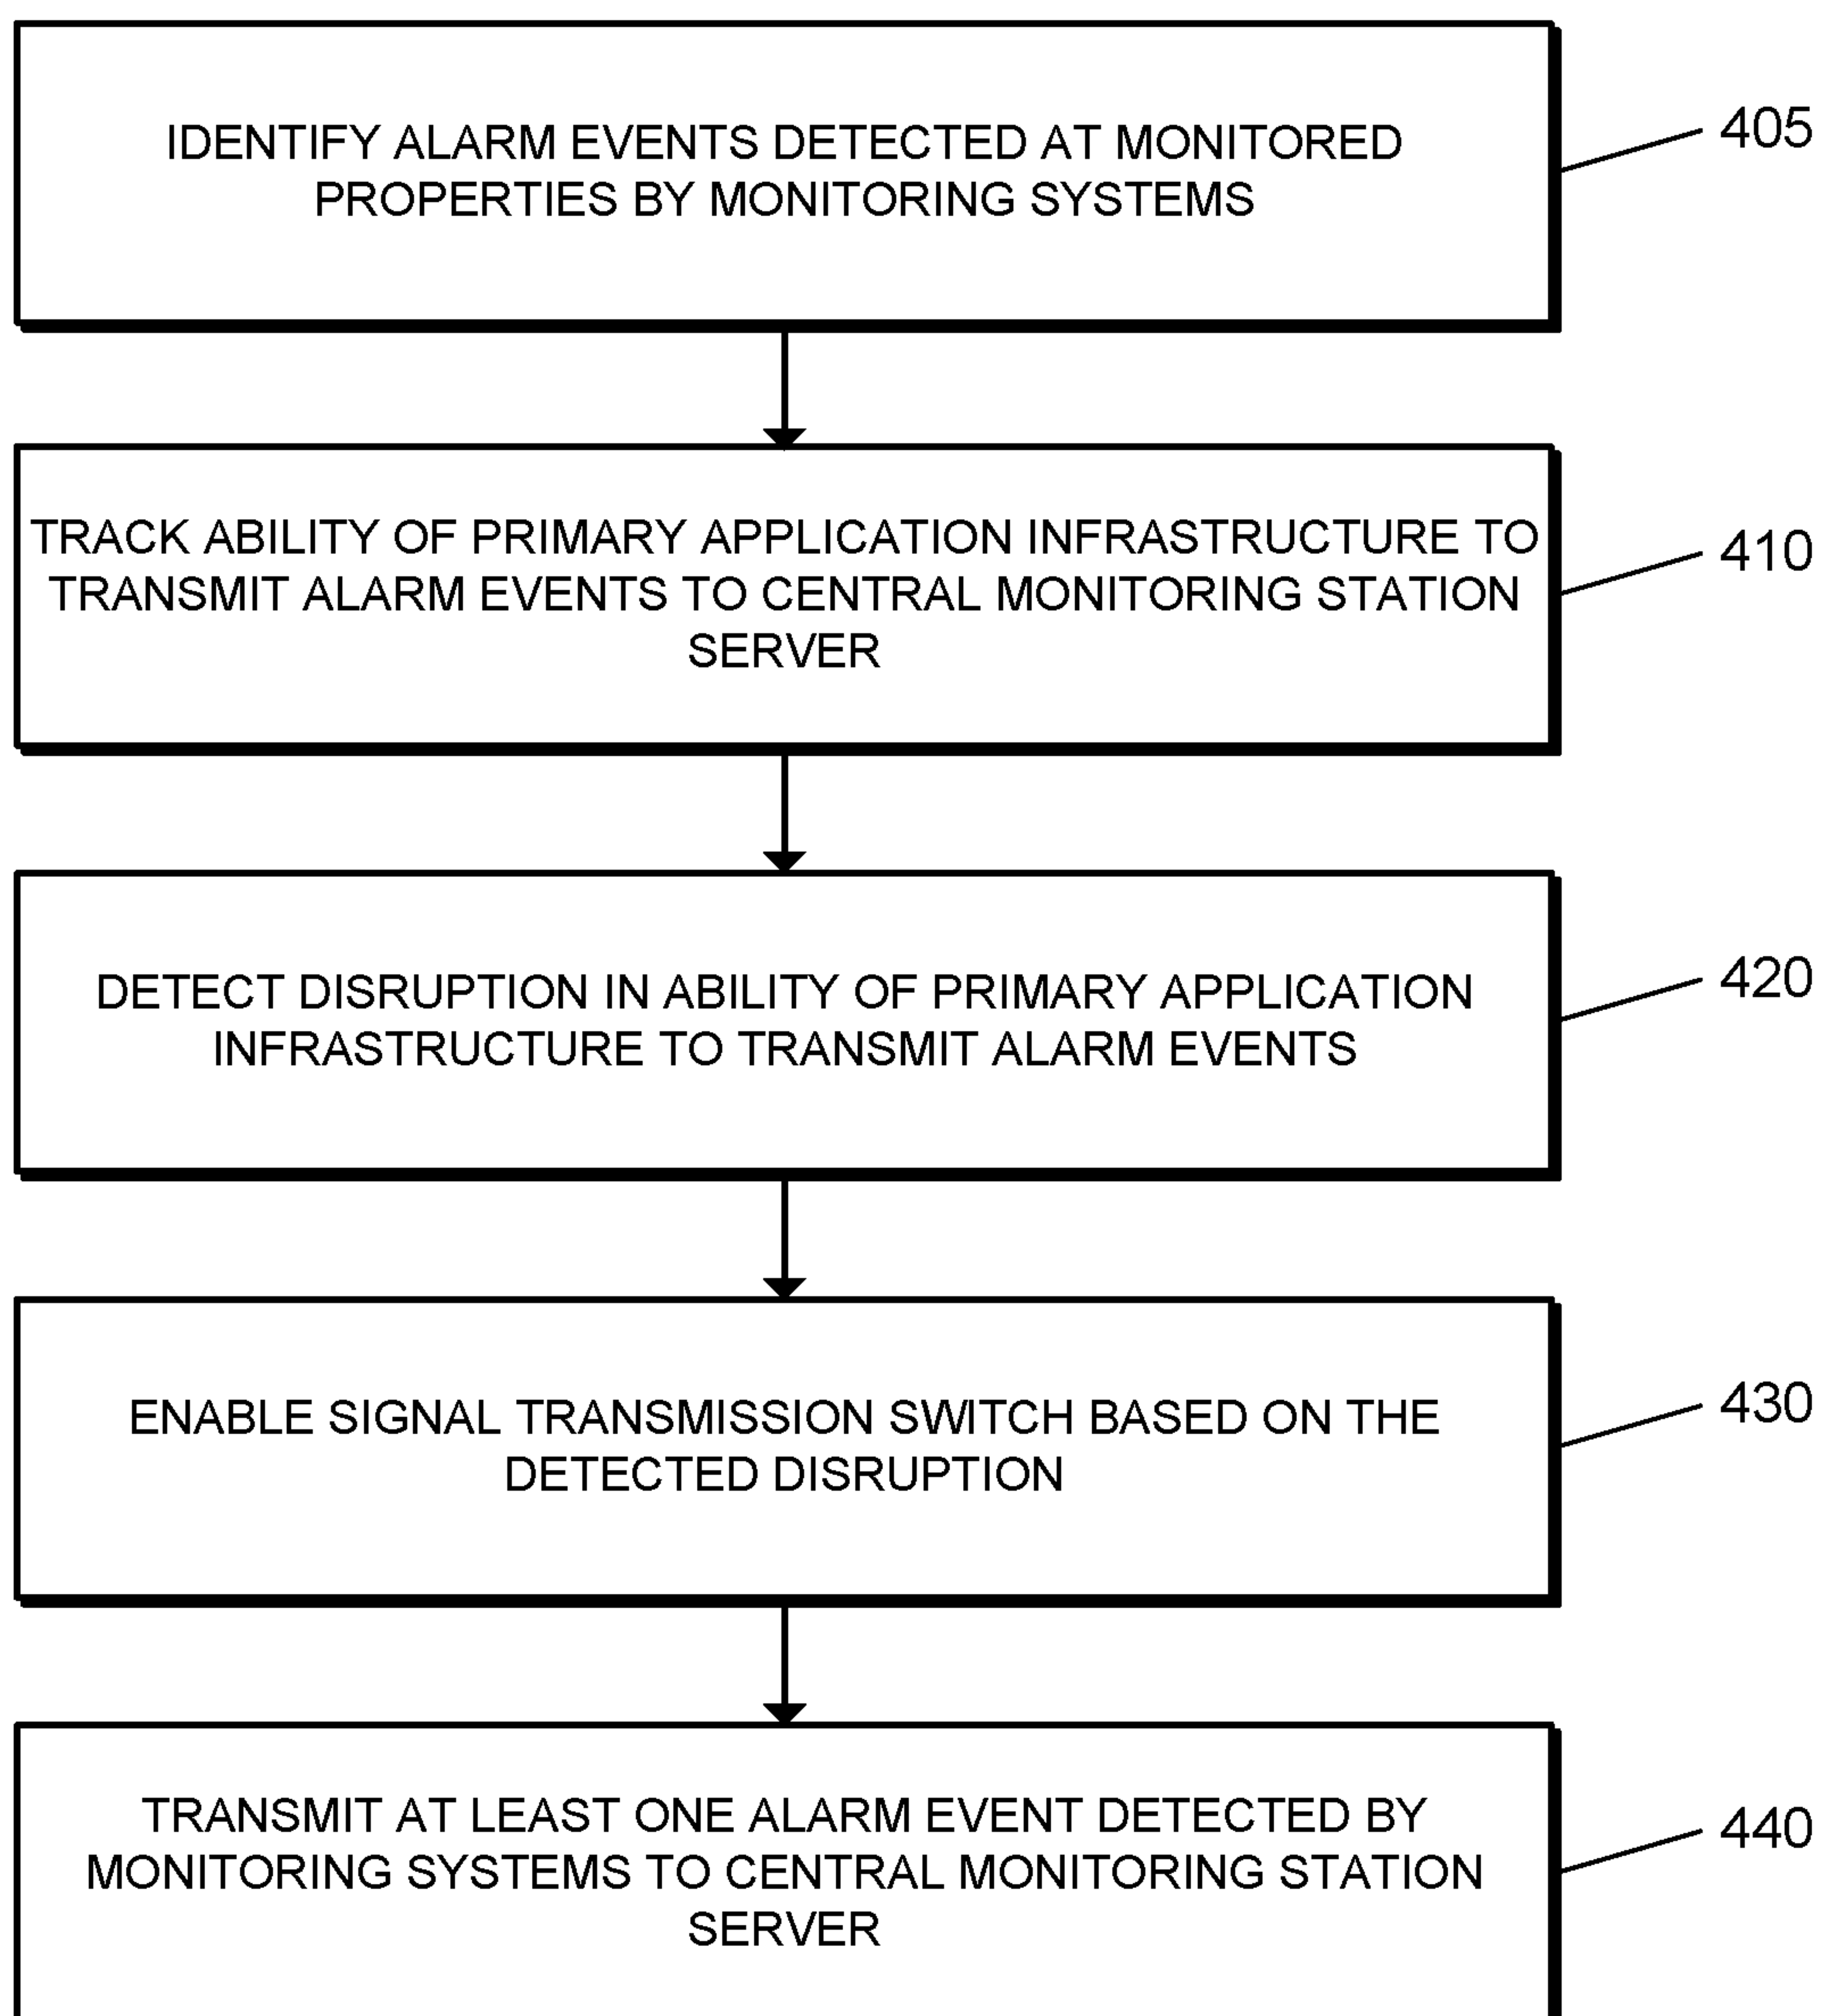 IDENTIFY ALARM EVENTS DETECTED AT MONITORED
PROPERTIES BY MONITORING SYSTEMS
405
TRACK ABILITY OF PRIMARY APPLICATION INFRASTRUCTURE TO
TRANSMIT ALARM EVENTS TO CENTRAL MONITORING STATION
SERVER
410
DETECT DISRUPTION IN ABILITY OF PRIMARY APPLICATION
INFRASTRUCTURE TO TRANSMIT ALARM EVENTS
420
ENABLE SIGNAL TRANSMISSION SWITCH BASED ON THE
DETECTED DISRUPTION
430
TRANSMIT AT LEAST ONE ALARM EVENT DETECTED BY
MONITORING SYSTEMS TO CENTRAL MONITORING STATION
SERVER
440